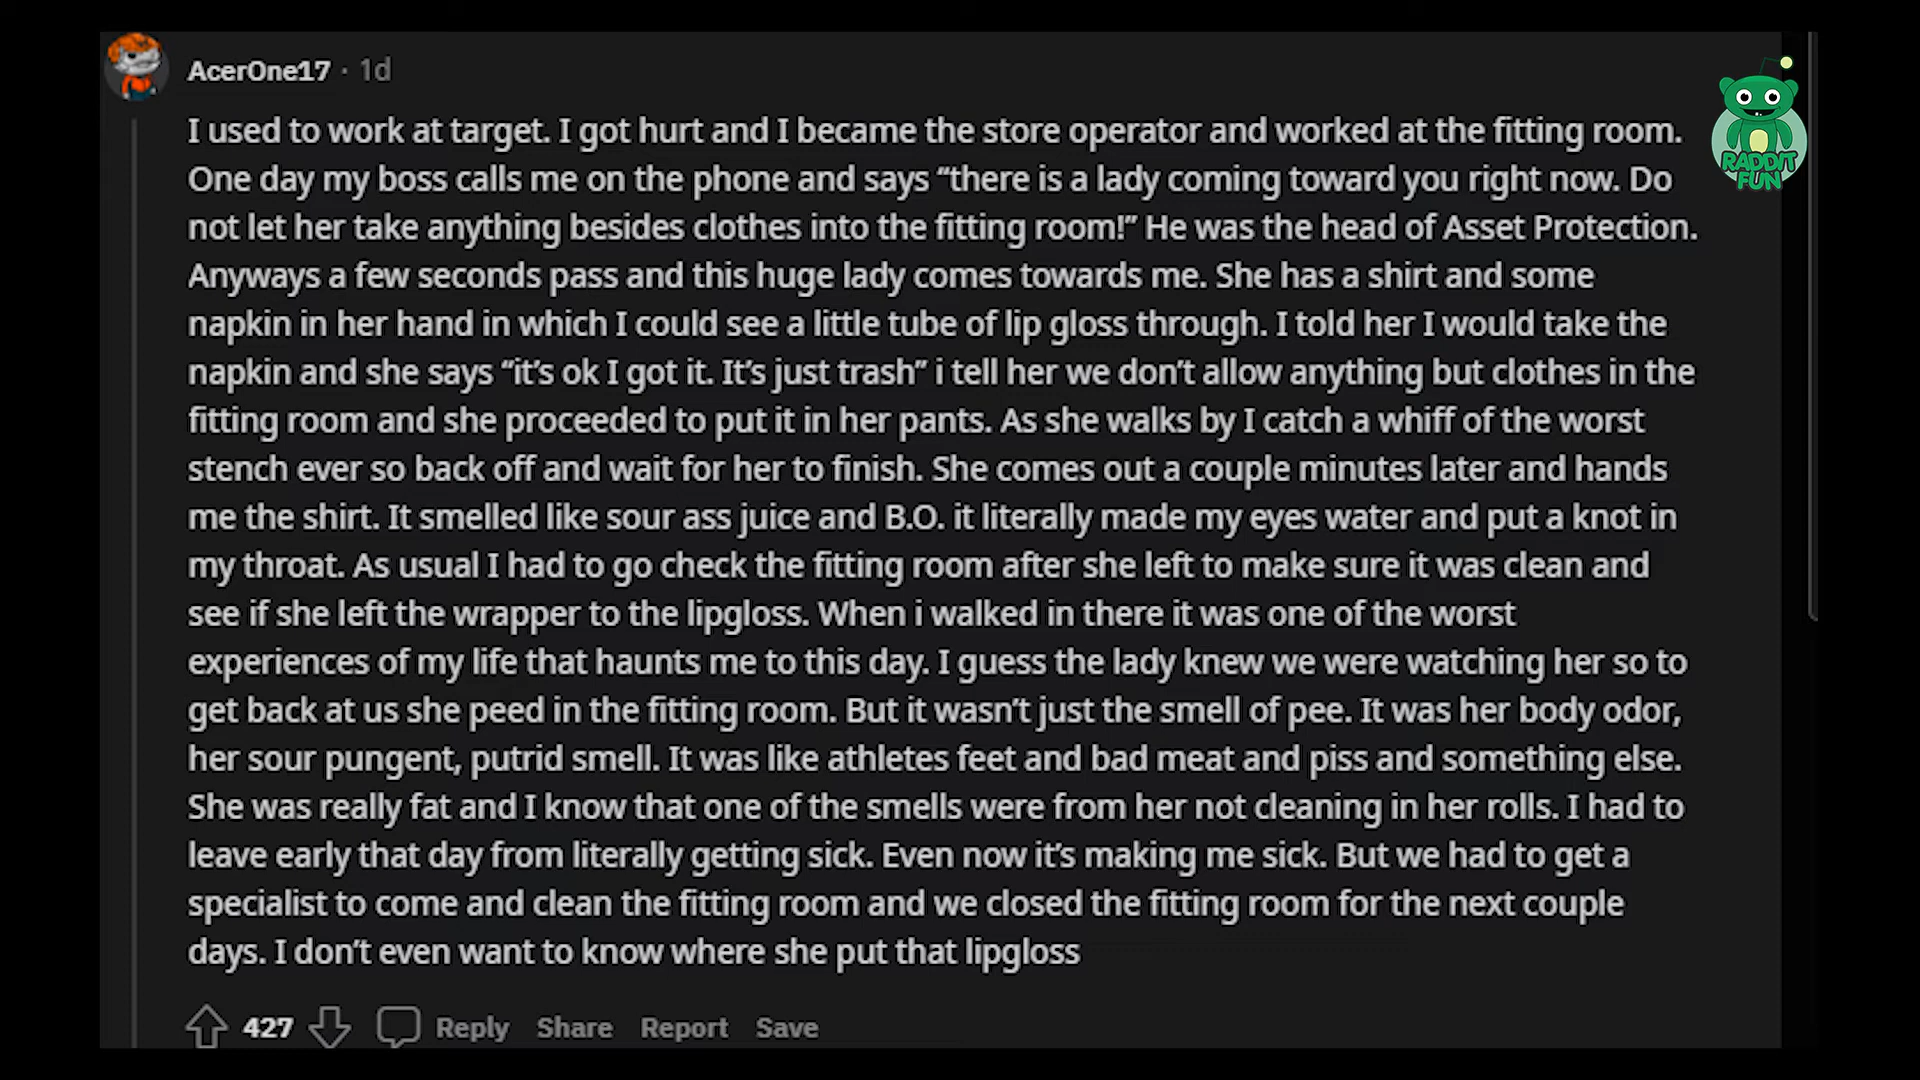 AcerOne17 · 1d
I used to work at target. I got hurt and I became the store operator and worked at the fitting room.
One day my boss calls me on the phone and says “there is a lady coming toward you right now. Do
not let her take anything besides clothes into the fitting room!” He was the head of Asset Protection.
Anyways a few seconds pass and this huge lady comes towards me. She has a shirt and some
napkin in her hand in which I could see a little tube of lip gloss through. I told her I would take the
napkin and she says “it’s ok I got it. It’s just trash” i tell her we don’t allow anything but clothes in the
fitting room and she proceeded to put it in her pants. As she walks by I catch a whiff of the worst
stench ever so back off and wait for her to finish. She comes out a couple minutes later and hands
me the shirt. It smelled like sour ass juice and B.O. it literally made my eyes water and put a knot in
my throat. As usual I had to go check the fitting room after she left to make sure it was clean and
see if she left the wrapper to the lipgloss. When i walked in there it was one of the worst
experiences of my life that haunts me to this day. I guess the lady knew we were watching her so to
get back at us she peed in the fitting room. But it wasn’t just the smell of pee. It was her body odor,
her sour pungent, putrid smell. It was like athletes feet and bad meat and piss and something else.
She was really fat and I know that one of the smells were from her not cleaning in her rolls. I had to
leave early that day from literally getting sick. Even now it’s making me sick. But we had to get a
specialist to come and clean the fitting room and we closed the fitting room for the next couple
days. I don’t even want to know where she put that lipgloss
427 Reply Share Report Save
RADDIT
FUN